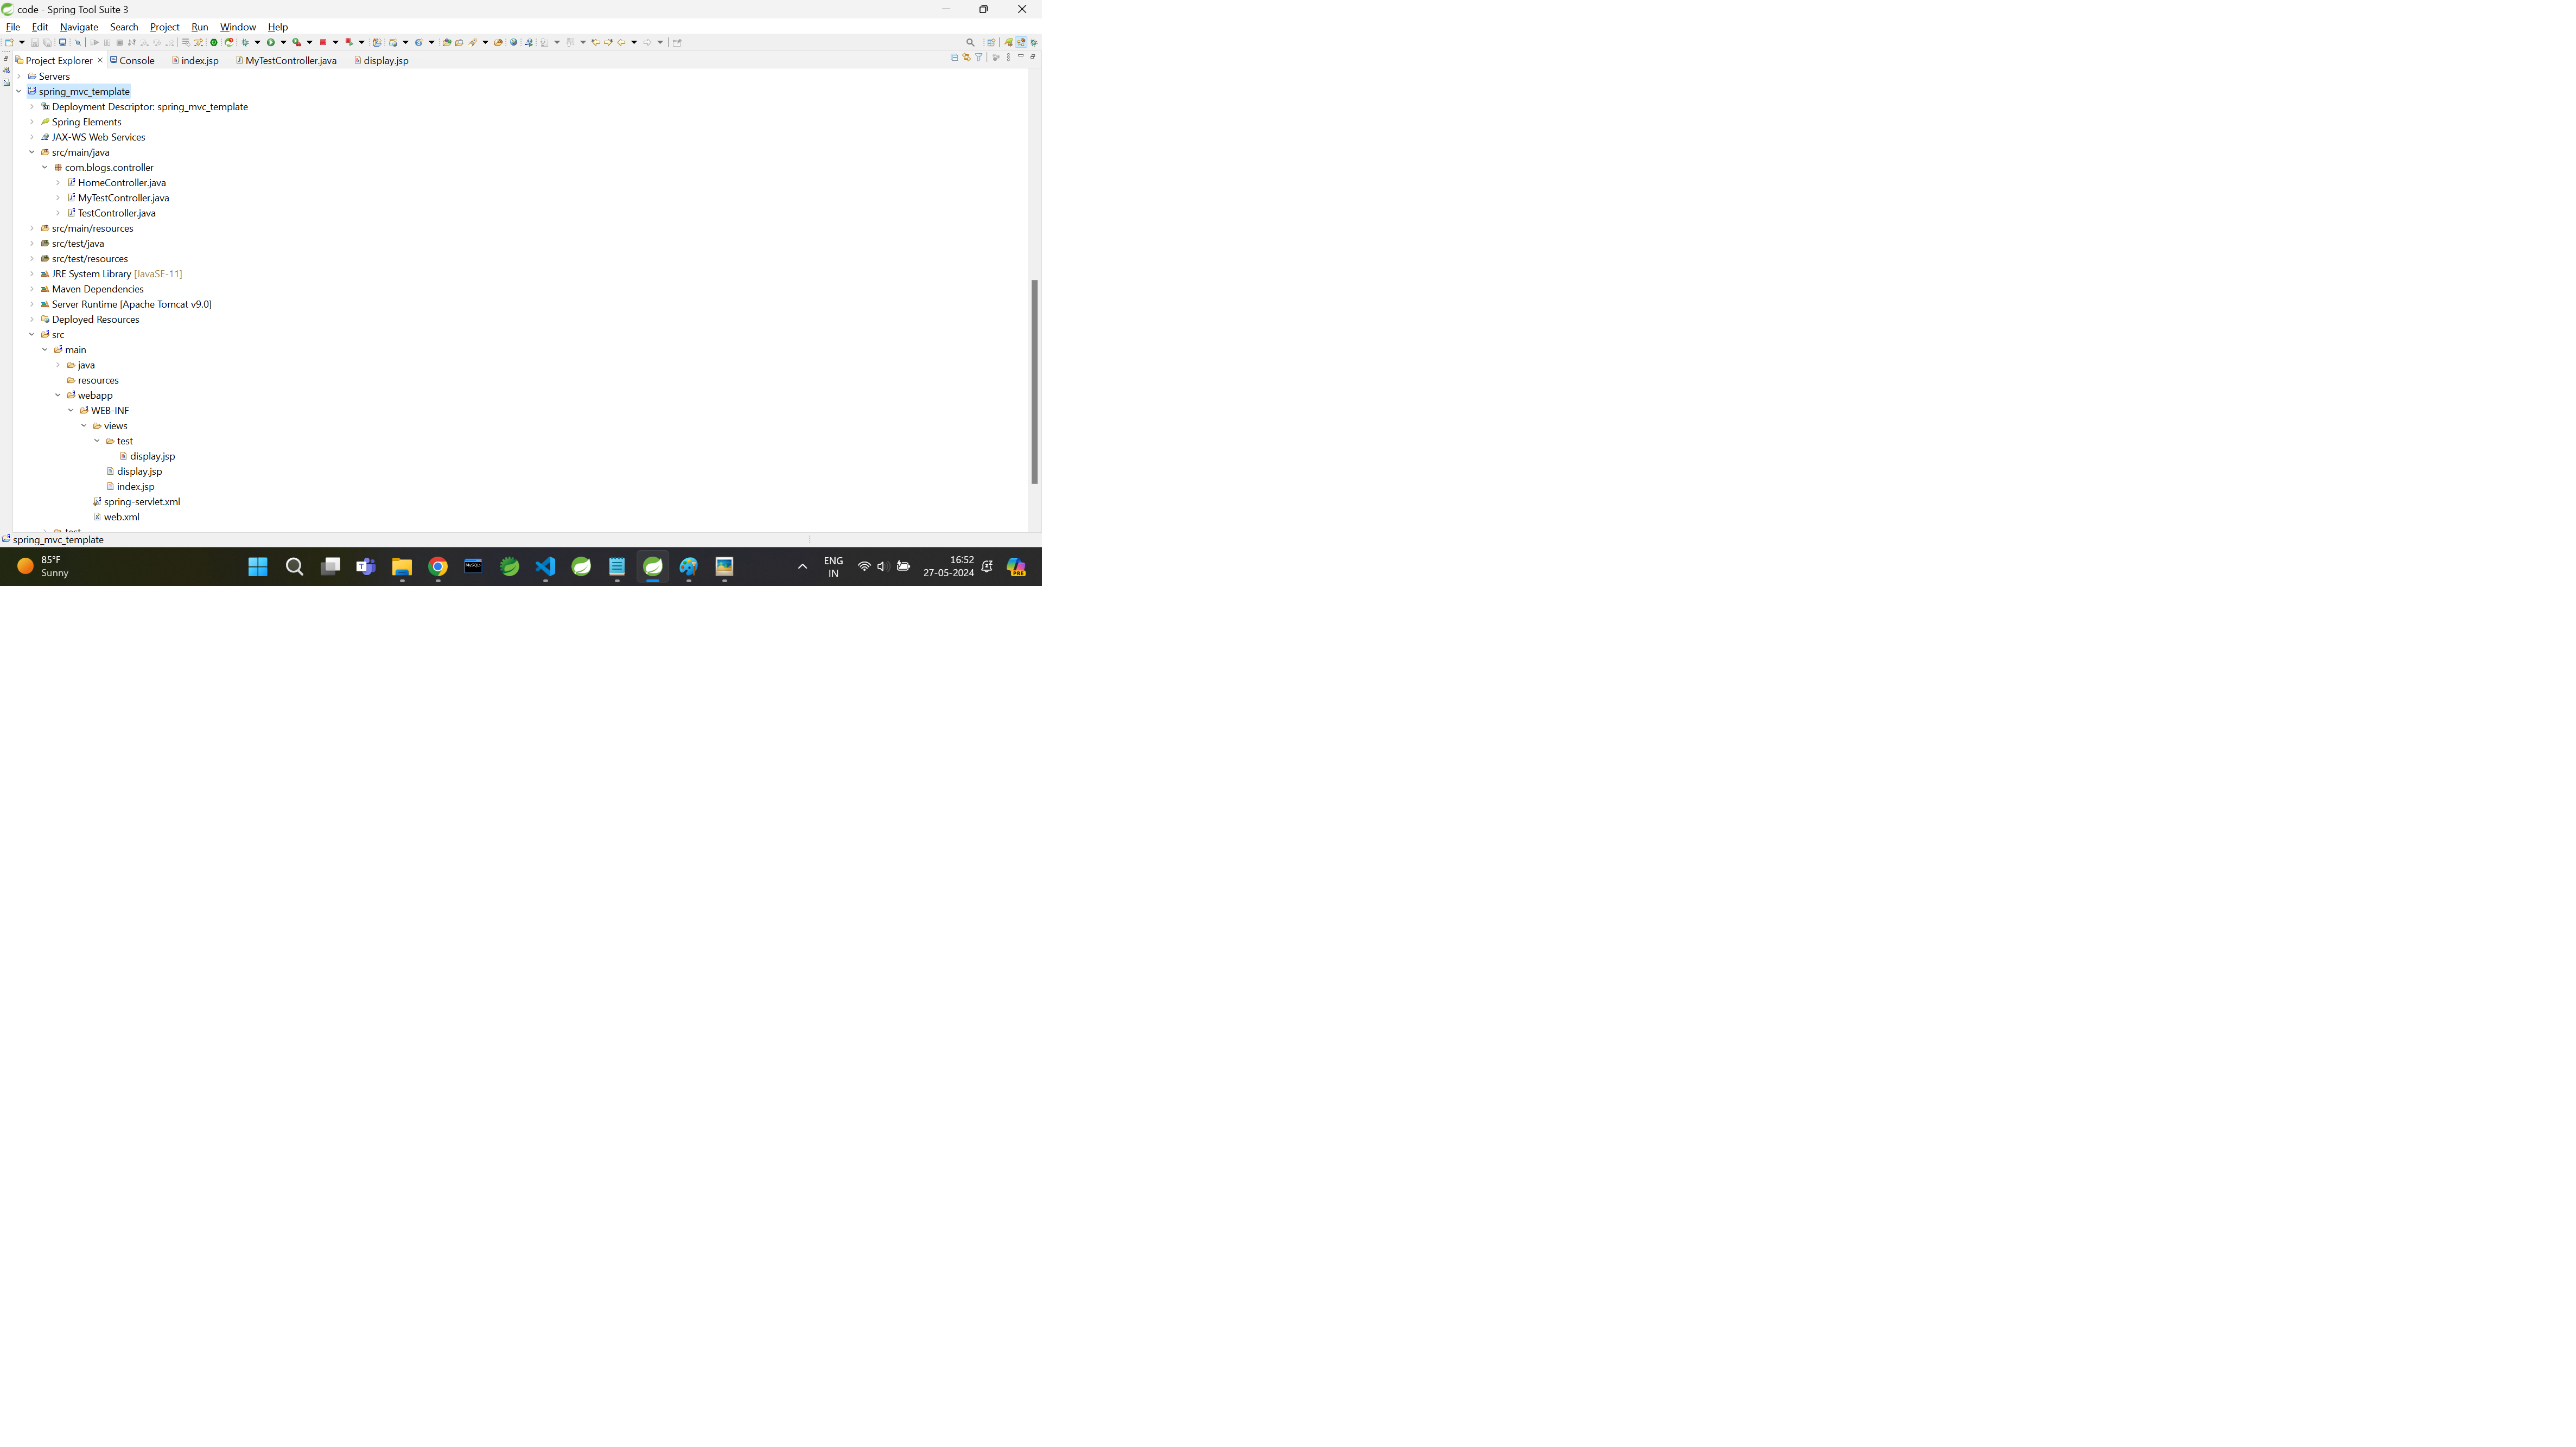 code - Spring Tool Suite 3
File Edit Navigate Search Project Run Window Help
Project Explorer Console index.jsp MyTestController.java display.jsp
Servers
spring_mvc_template
Deployment Descriptor: spring_mvc_template
Spring Elements
JAX-WS Web Services
src/main/java
com.blogs.controller
HomeController.java
MyTestController.java
TestController.java
src/main/resources
src/test/java
src/test/resources
JRE System Library [JavaSE-11]
Maven Dependencies
Server Runtime [Apache Tomcat v9.0]
Deployed Resources
src
main
java
resources
webapp
WEB-INF
views
test
display.jsp
display.jsp
index.jsp
spring-servlet.xml
web.xml
test
spring_mvc_template
85°F
Sunny
ENG
IN
16:52
27-05-2024
PRE